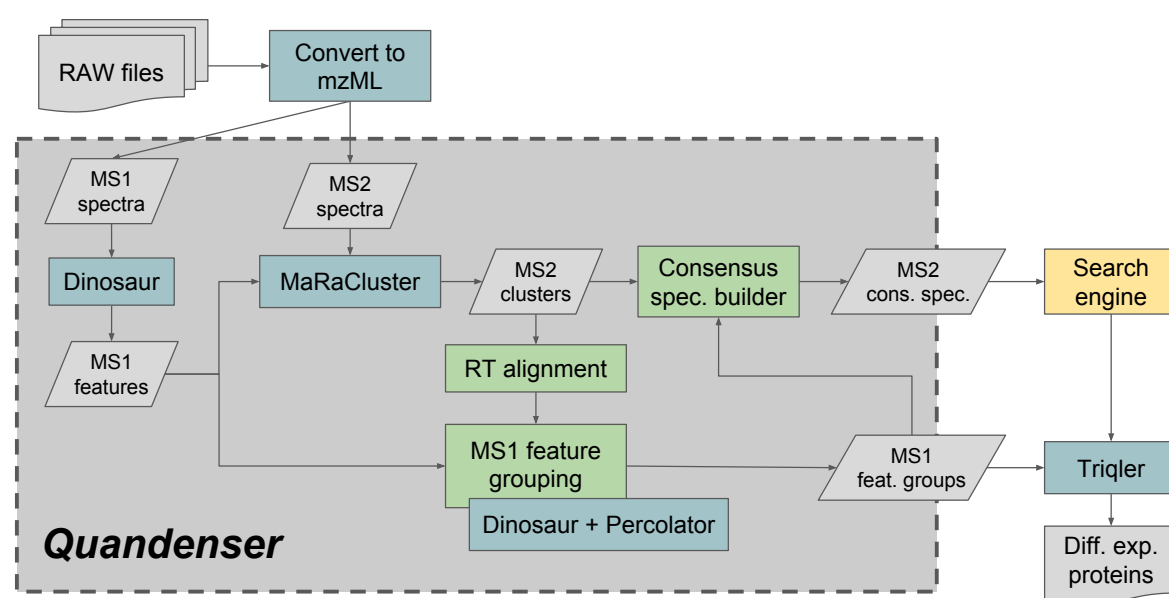 RAW files
Convert to
mzML
MS1
spectra
MS2
spectra
Dinosaur
MaRaCluster
MS2
clusters
Consensus
spec. builder
MS2
cons. spec.
Search
engine
MS1
features
RT alignment
MS1 feature
grouping
MS1
feat. groups
Triqler
Dinosaur + Percolator
Quandenser
Diff. exp.
proteins